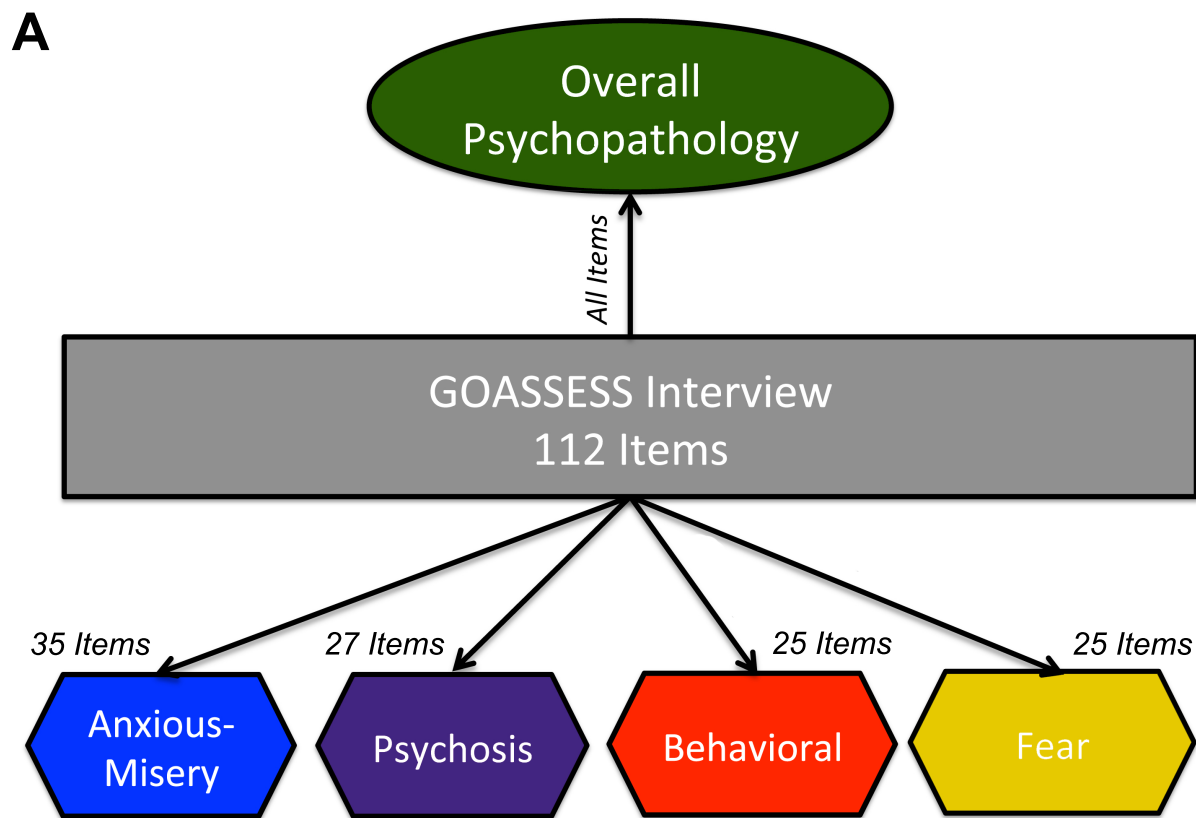 A
Overall
Psychopathology
All Items
GOASSESS Interview
112 Items
35 Items
27 Items
25 Items
25 Items
Anxious-
Misery
Psychosis
Behavioral
Fear